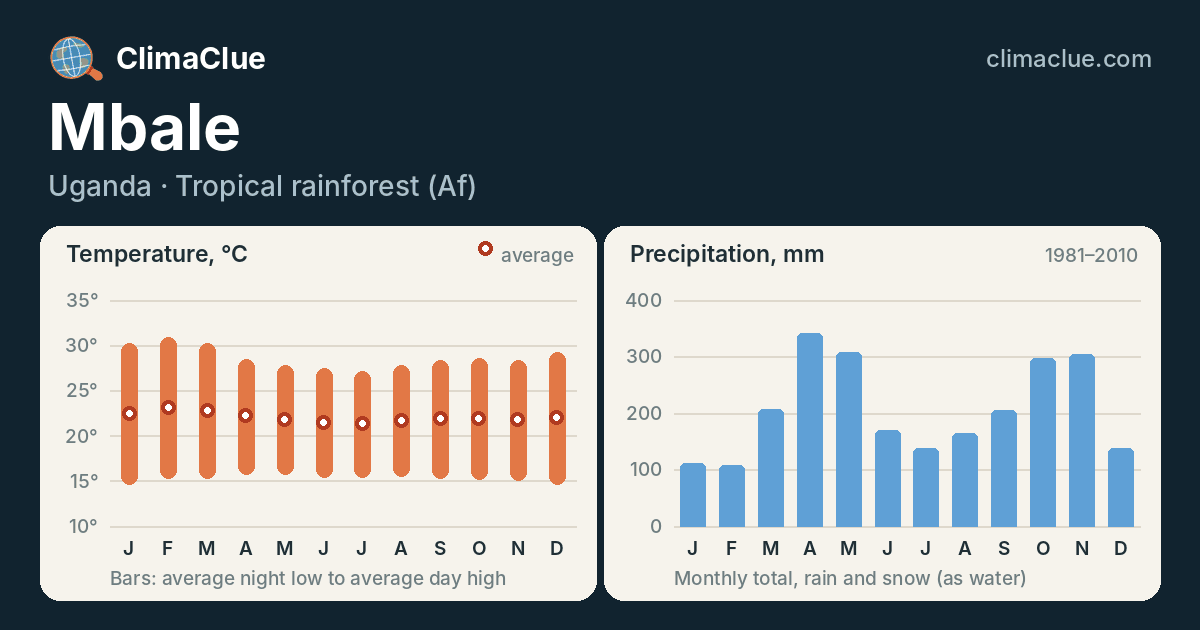 ClimaClue
climaclue.com
Mbale
Uganda · Tropical rainforest (Af)
Temperature, °C
average
35°
30°
25°
20°
15°
10°
J F M A M J J A S O N D
Bars: average night low to average day high
Precipitation, mm
1981–2010
400
300
200
100
0
J F M A M J J A S O N D
Monthly total, rain and snow (as water)